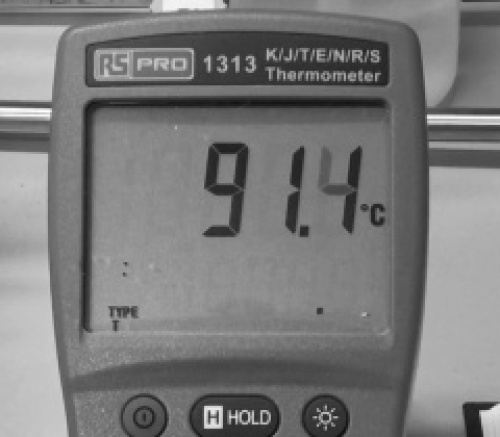 RS PRO 1313 K/J/T/E/N/R/S
Thermometer
91.4 °C
TYPE
T
H HOLD